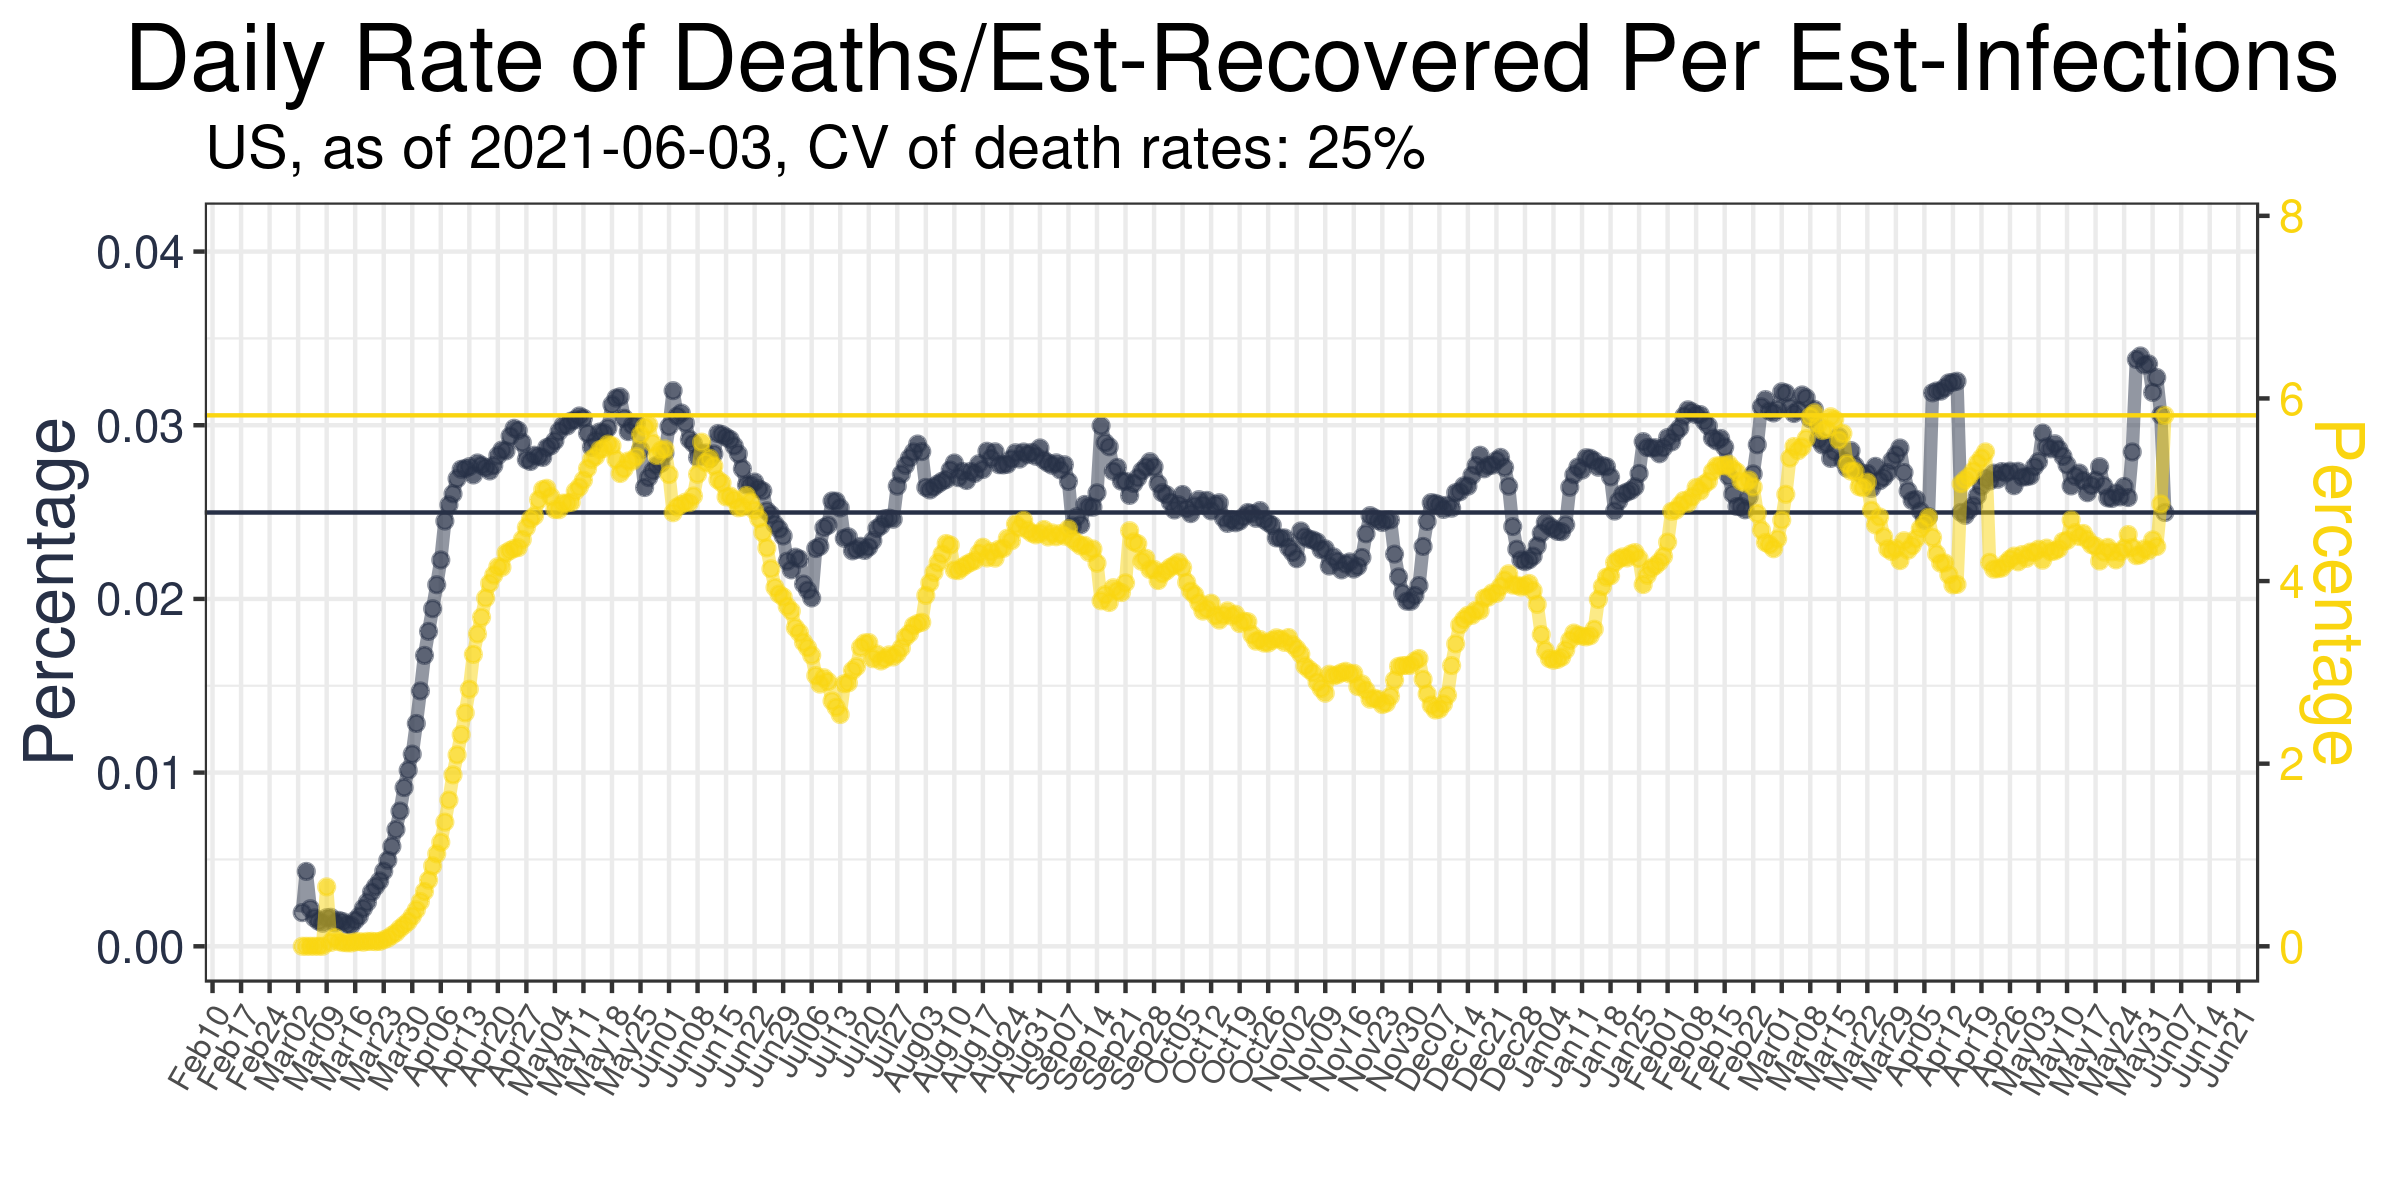 Daily Rate of Deaths/Est-Recovered Per Est-Infections
US, as of 2021-06-03, CV of death rates: 25%
Percentage
0.04
0.03
0.02
0.01
0.00
8
6
4
2
0
Percentage
Feb10
Feb17
Feb24
Mar02
Mar09
Mar16
Mar23
Mar30
Apr06
Apr13
Apr20
Apr27
May04
May11
May18
May25
Jun01
Jun08
Jun15
Jun22
Jun29
Jul06
Jul13
Jul20
Jul27
Aug03
Aug10
Aug17
Aug24
Aug31
Sep07
Sep14
Sep21
Sep28
Oct05
Oct12
Oct19
Oct26
Nov02
Nov09
Nov16
Nov23
Nov30
Dec07
Dec14
Dec21
Dec28
Jan04
Jan11
Jan18
Jan25
Feb01
Feb08
Feb15
Feb22
Mar01
Mar08
Mar15
Mar22
Mar29
Apr05
Apr12
Apr19
Apr26
May03
May10
May17
May24
May31
Jun07
Jun14
Jun21